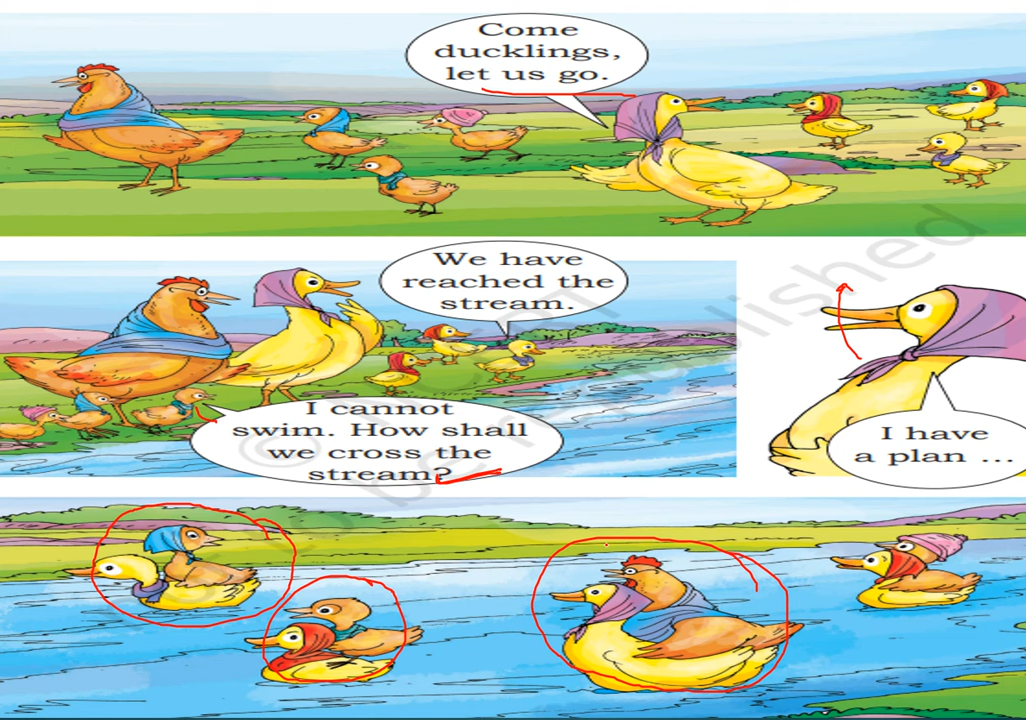 Come
ducklings,
let us go.
We have
reached the
stream.
I cannot
swim. How shall
we cross the
stream?
I have
a plan ...